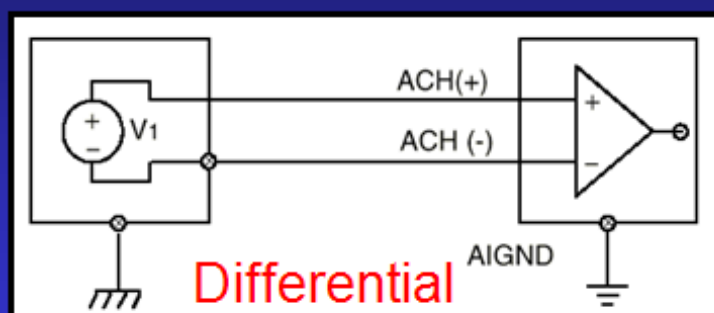 ACH(+)
+
+
V1
−
ACH (-)
−
AIGND
Differential